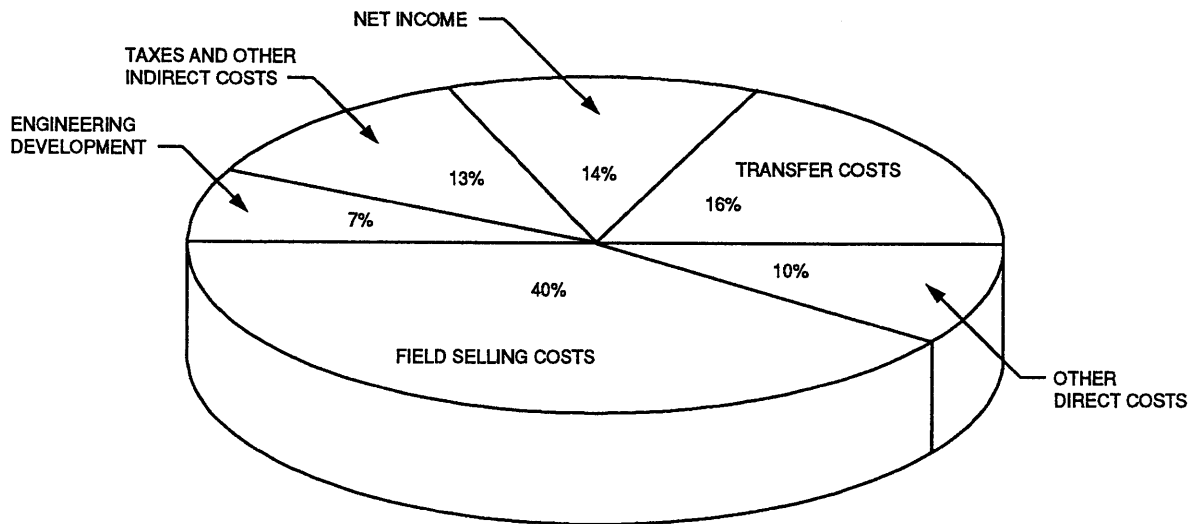 NET INCOME
TAXES AND OTHER
INDIRECT COSTS
ENGINEERING
DEVELOPMENT
13%
14%
TRANSFER COSTS
16%
7%
10%
40%
FIELD SELLING COSTS
OTHER
DIRECT COSTS